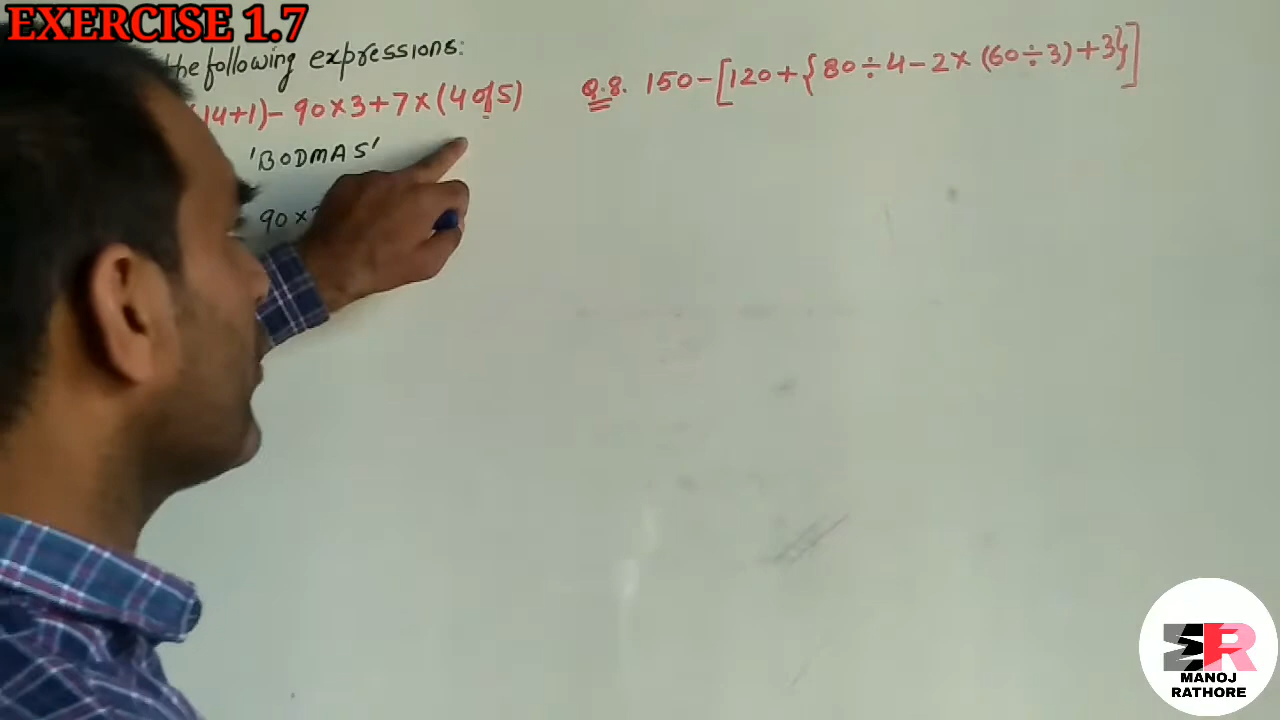 EXERCISE 1.7
the following expressions:
14+1)- 90×3+7×(4 of 5)
Q.8. 150-[120+{80÷4-2×(60÷3)+3}]
'BODMAS'
90×
MANOJ
RATHORE